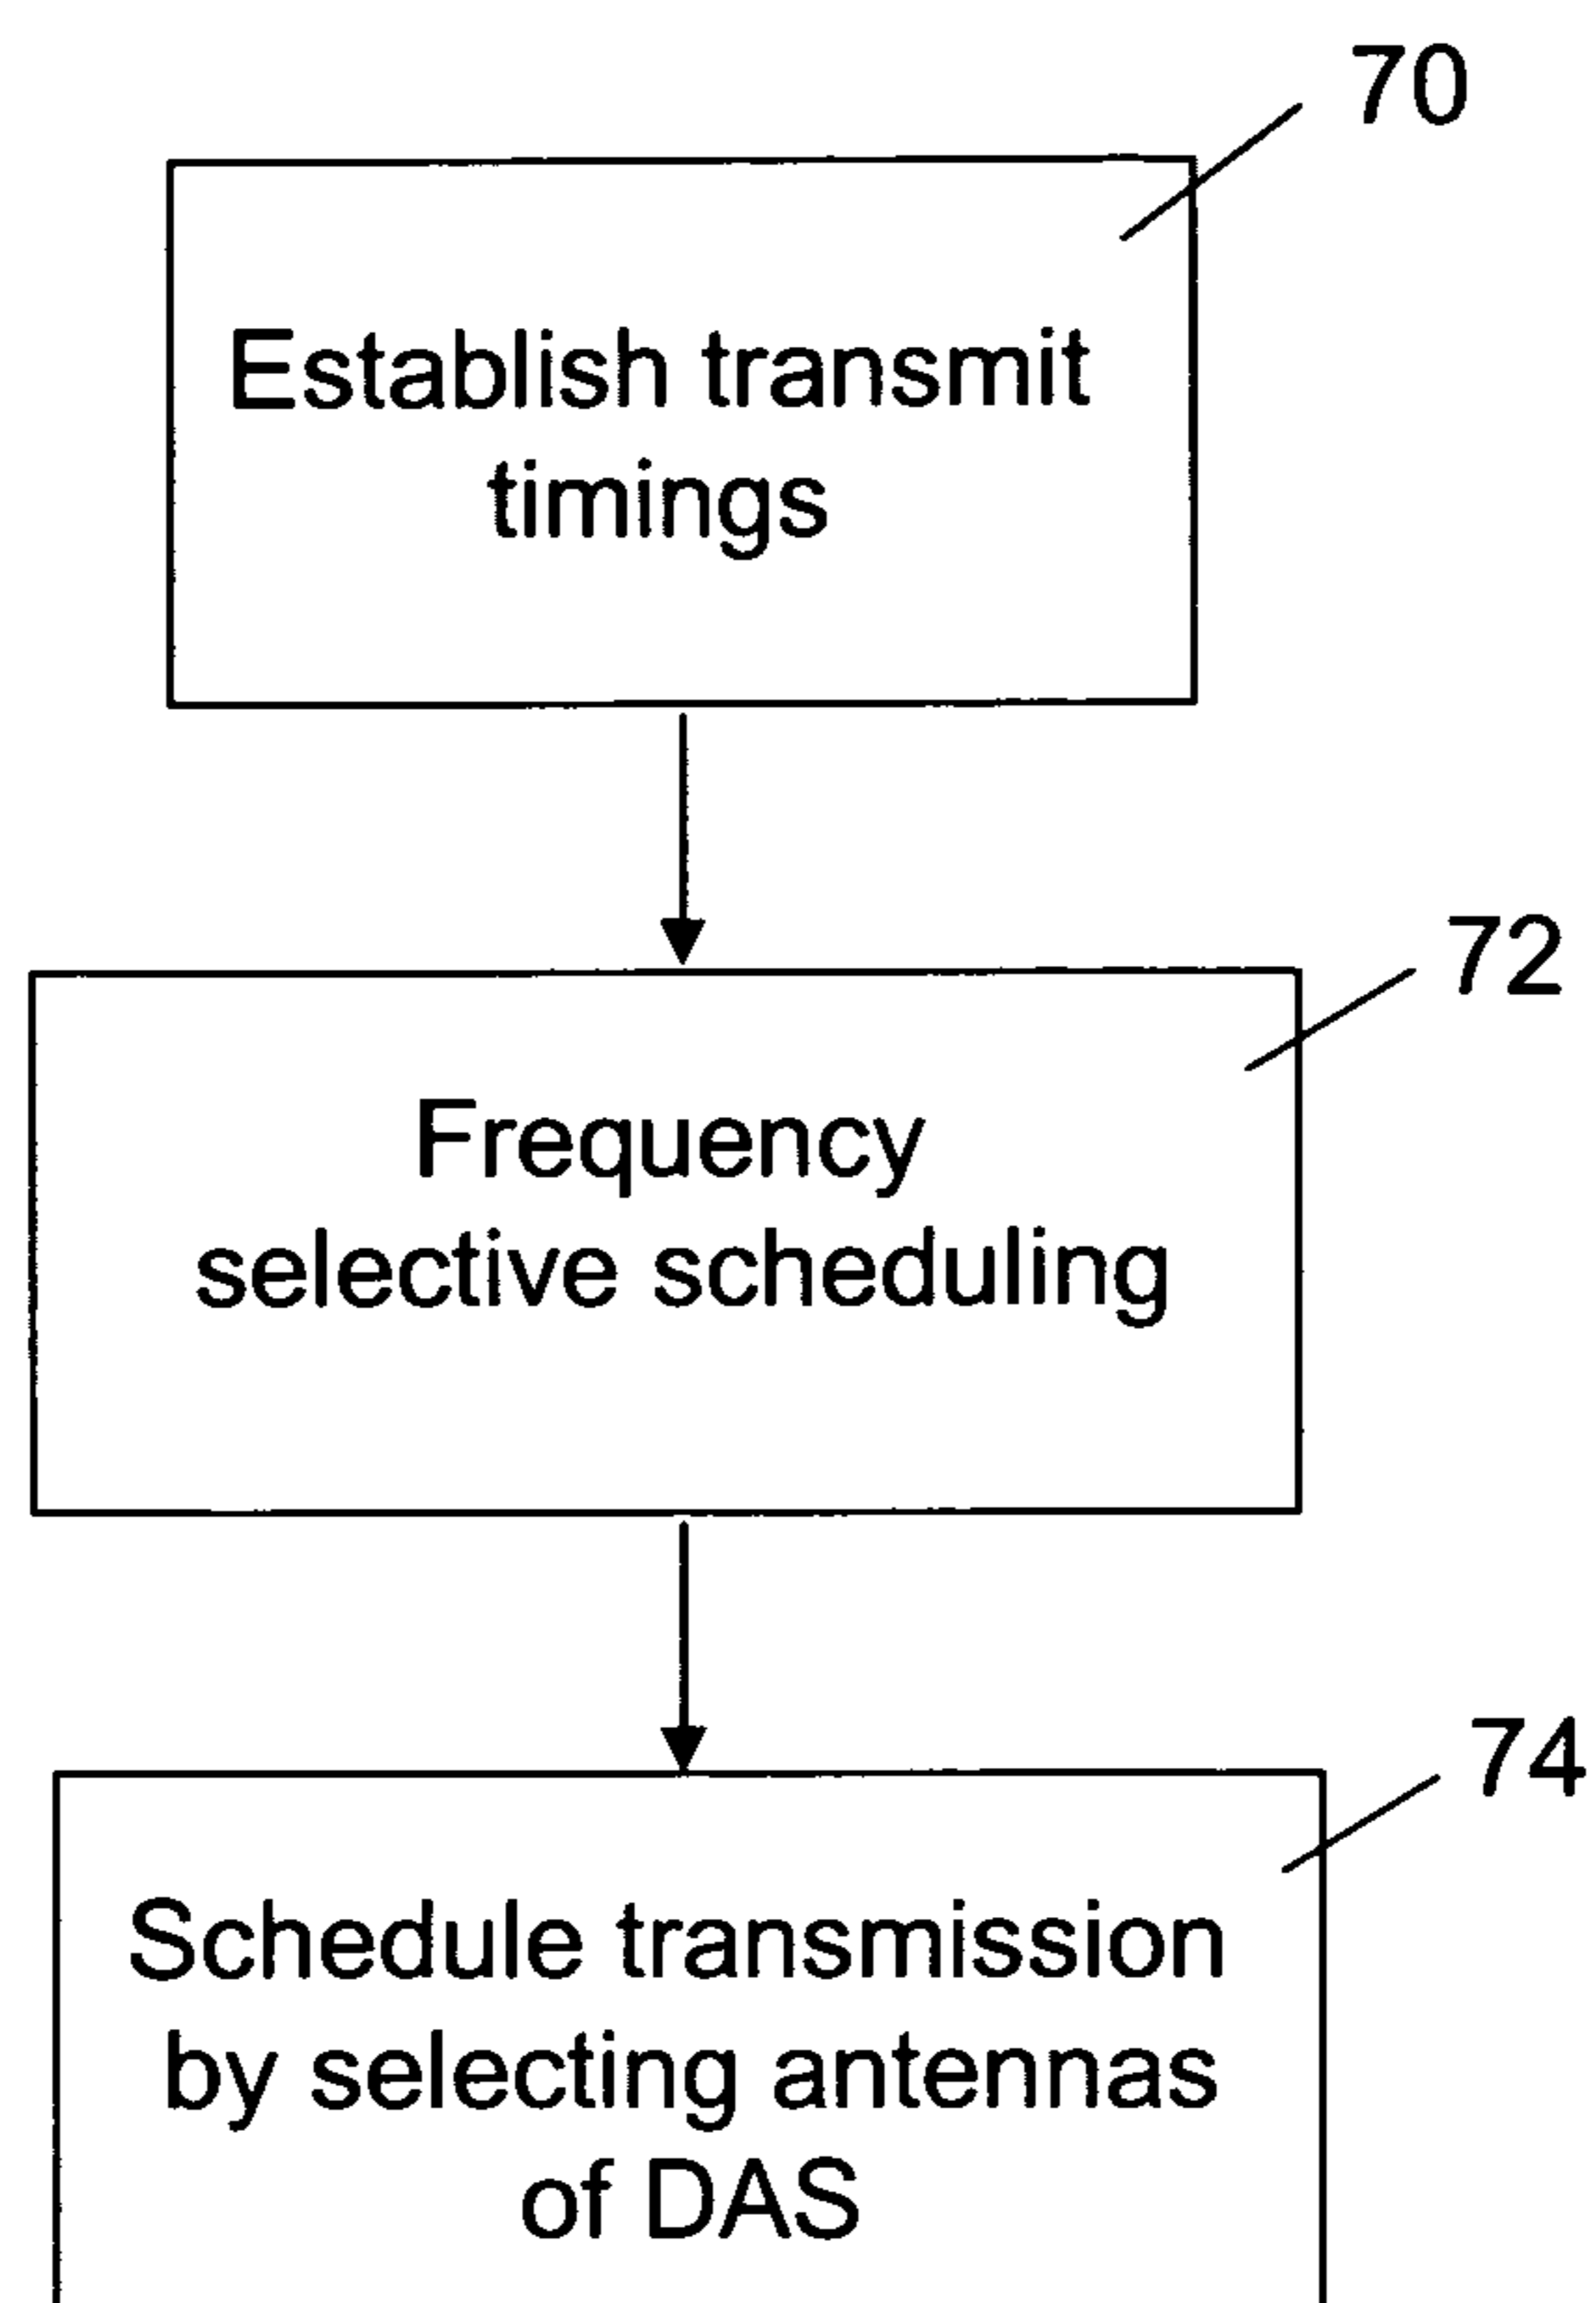 70
Establish transmit
timings
72
Frequency
selective scheduling
74
Schedule transmission
by selecting antennas
of DAS